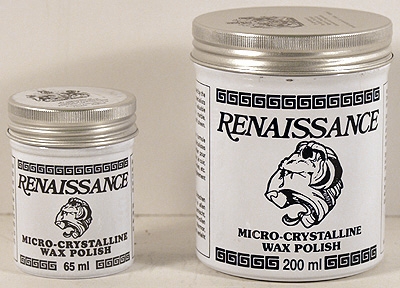 RENAISSANCE
MICRO-CRYSTALLINE
WAX POLISH
65 ml
RENAISSANCE
MICRO-CRYSTALLINE
WAX POLISH
200 ml